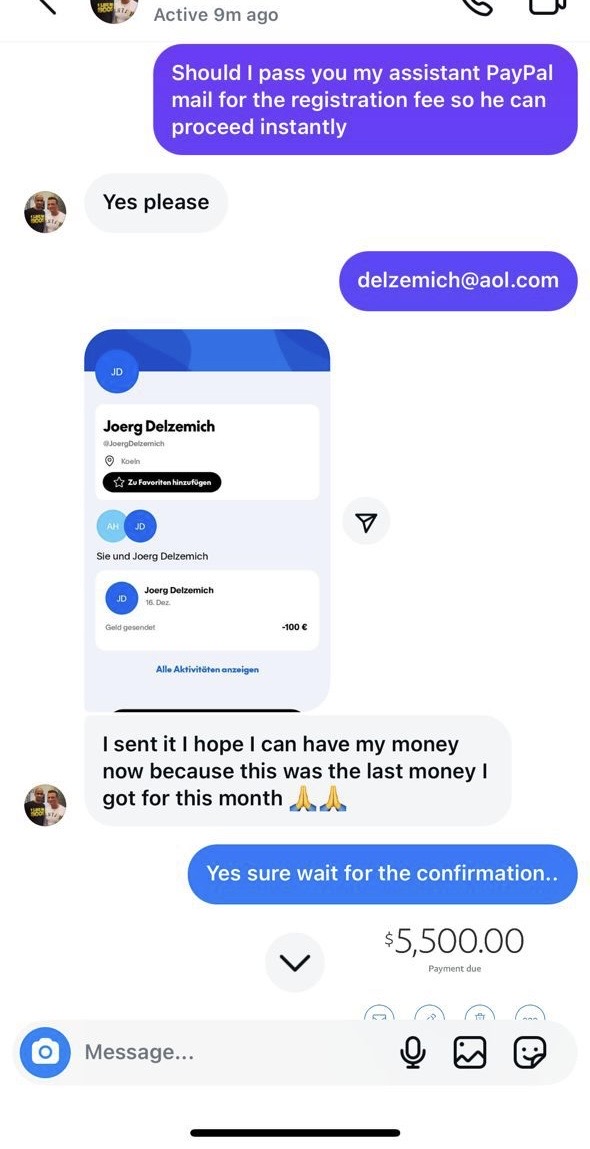 Active 9m ago
Should I pass you my assistant PayPal
mail for the registration fee so he can
proceed instantly
Yes please
delzemich@aol.com
JD
Joerg Delzemich
@JoergDelzemich
Koeln
Zu Favoriten hinzufügen
AH JD
Sie und Joerg Delzemich
JD
Joerg Delzemich
16. Dez.
Geld gesendet -100 €
Alle Aktivitäten anzeigen
I sent it I hope I can have my money
now because this was the last money I
got for this month 🙏🙏
Yes sure wait for the confirmation..
$5,500.00
Payment due
Message...